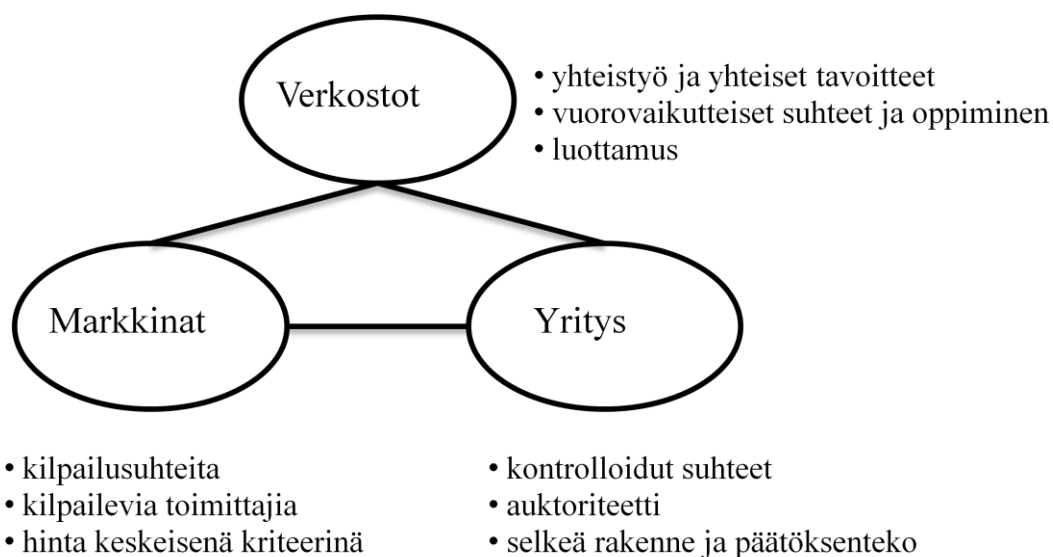 Verkostot
• yhteistyö ja yhteiset tavoitteet
• vuorovaikutteiset suhteet ja oppiminen
• luottamus
Markkinat
Yritys
• kilpailusuhteita
• kilpailevia toimittajia
• hinta keskeisenä kriteerinä
• kontrolloidut suhteet
• auktoriteetti
• selkeä rakenne ja päätöksenteko